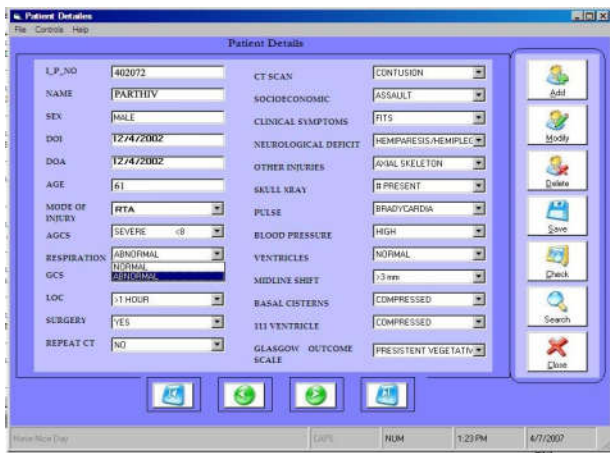 Patient Detailes
File Controls Help
Patient Details
I_P_NO 402072
NAME PARTHIV
SEX MALE
DOI 12/4/2002
DOA 12/4/2002
AGE 61
MODE OF INJURY RTA
AGCS SEVERE <8
RESPIRATION ABNORMAL
NORMAL
ABNORMAL
GCS
LOC >1 HOUR
SURGERY YES
REPEAT CT NO
CT SCAN CONTUSION
SOCIOECONOMIC ASSAULT
CLINICAL SYMPTOMS FITS
NEUROLOGICAL DEFICIT HEMIPARESIS/HEMIPLEC
OTHER INJURIES AXIAL SKELETON
SKULL XRAY # PRESENT
PULSE BRADYCARDIA
BLOOD PRESSURE HIGH
VENTRICLES NORMAL
MIDLINE SHIFT >3 mm
BASAL CISTERNS COMPRESSED
111 VENTRICLE COMPRESSED
GLASGOW OUTCOME SCALE PRESISTENT VEGETATIV
Add
Modify
Delete
Save
Check
Search
Close
Have Nice Day CAPS NUM 1:23 PM 4/7/2007